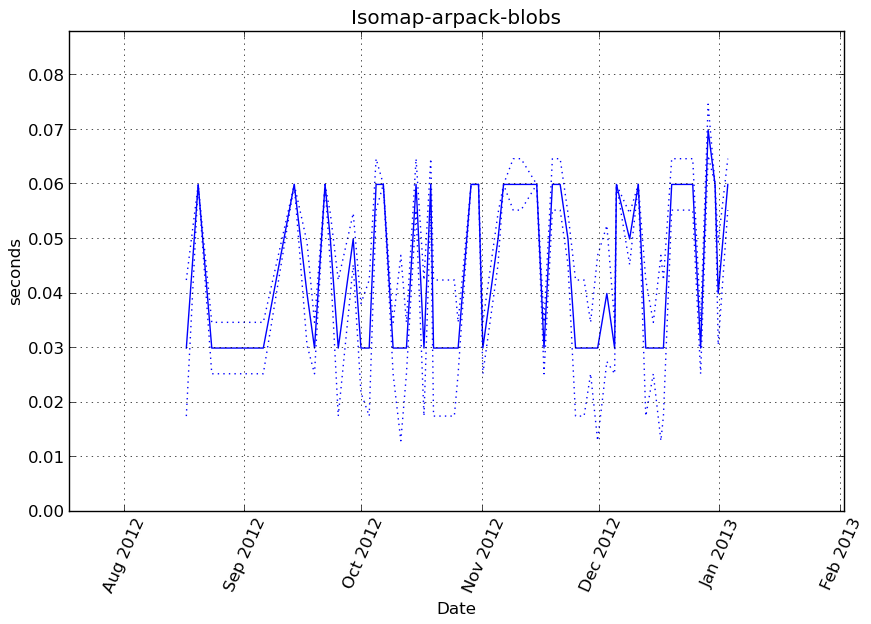 Isomap-arpack-blobs
0.08
0.07
0.06
0.05
0.04
0.03
0.02
0.01
0.00
seconds
Aug 2012
Sep 2012
Oct 2012
Nov 2012
Dec 2012
Jan 2013
Feb 2013
Date